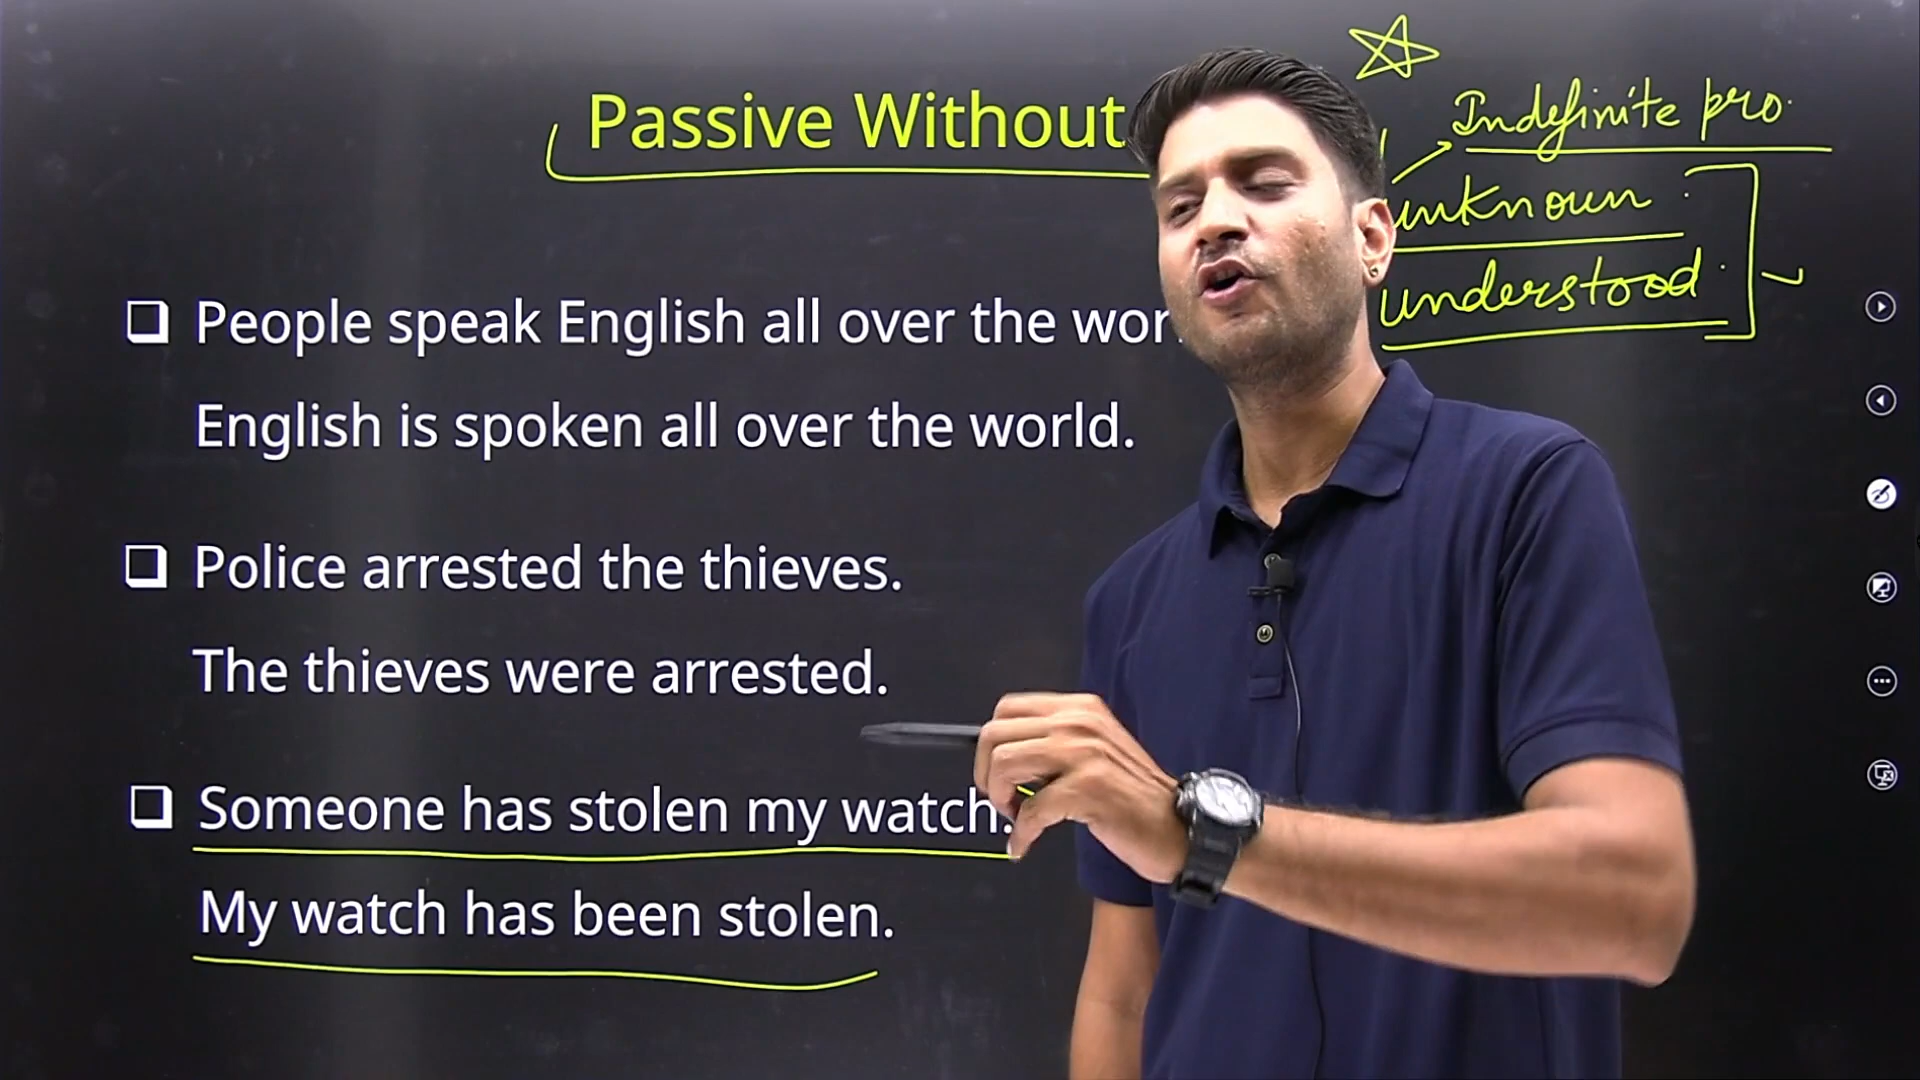 Passive Without
Indefinite pro.
unknown
understood
People speak English all over the
English is spoken all over the world.
Police arrested the thieves.
The thieves were arrested.
Someone has stolen my watch.
My watch has been stolen.